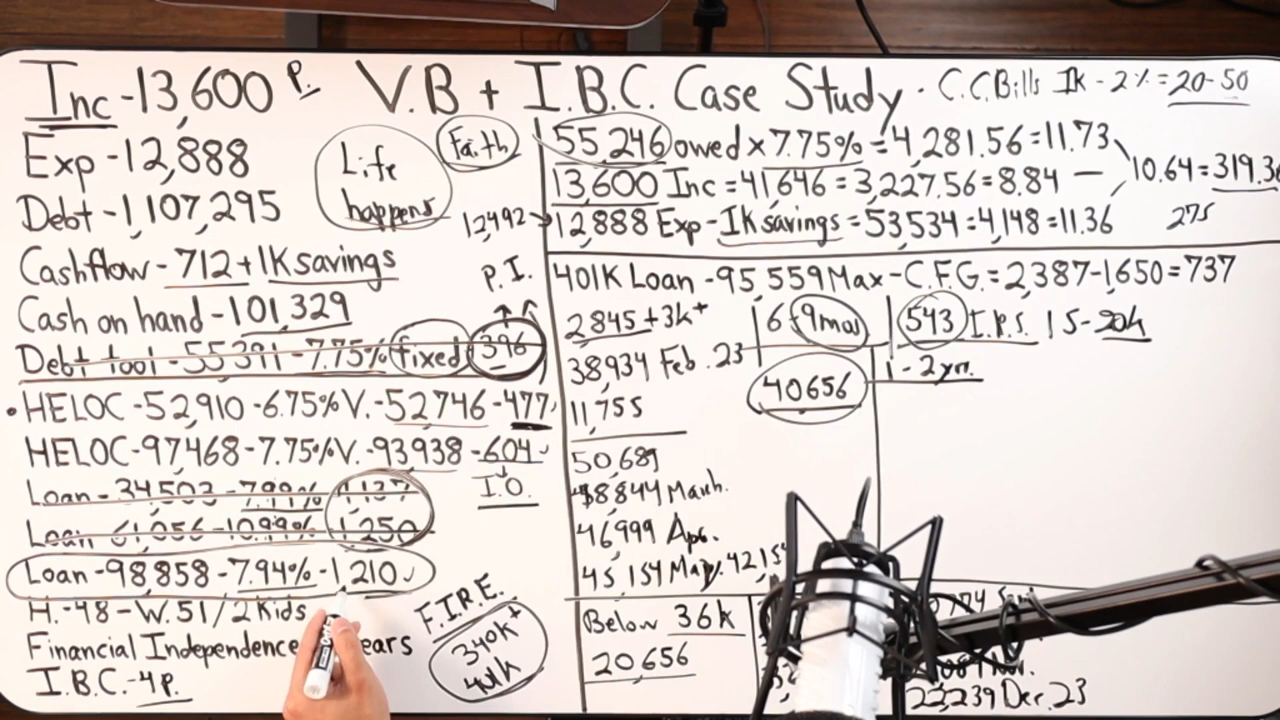 Inc -13,600 P. V.B + I.B.C. Case Study · C.C.Bills 1k - 2% = 20-50
Exp -12,888
Debt -1,107,295
Cashflow - 712 + 1K savings
Cash on hand -101,329
Debt tool -55,391 -7.75% fixed 396
• HELOC -52,910 -6.75% V. -52,746 -477
HELOC -97,468 -7.75% V. -93,938 -604
Loan - 34,503 -7.99% 1,137
Loan - 61,056 -10.99% 1,250
Loan -98,858 -7.94% -1,210
H.-48 - W.51/2 Kids
Financial Independence ears
I.B.C.-4P.
Life
happens
Faith
P.I.
I.O.
F.I.R.E.
340k+
401k
55,246 owed x 7.75% = 4,281.56 = 11.73
13,600 Inc = 41,646 = 3,227.56 = 8.84 — 10.64 = 319.3
12,492 → 12,888 Exp - 1K savings = 53,534 = 4,148 = 11.36
275
401K Loan -95,559 Max - C.F.G. = 2,387 -1,650 = 737
2845 + 3k+
38,934 Feb. 23
11,755
50,689
48,844 March.
46,999 Apr.
45,154 May. 42,15
6 (9mos)
40656
543 I.P.S. 15-20k
1 - 2 yrs.
Below 36k
20,656
22,239 Dec. 23